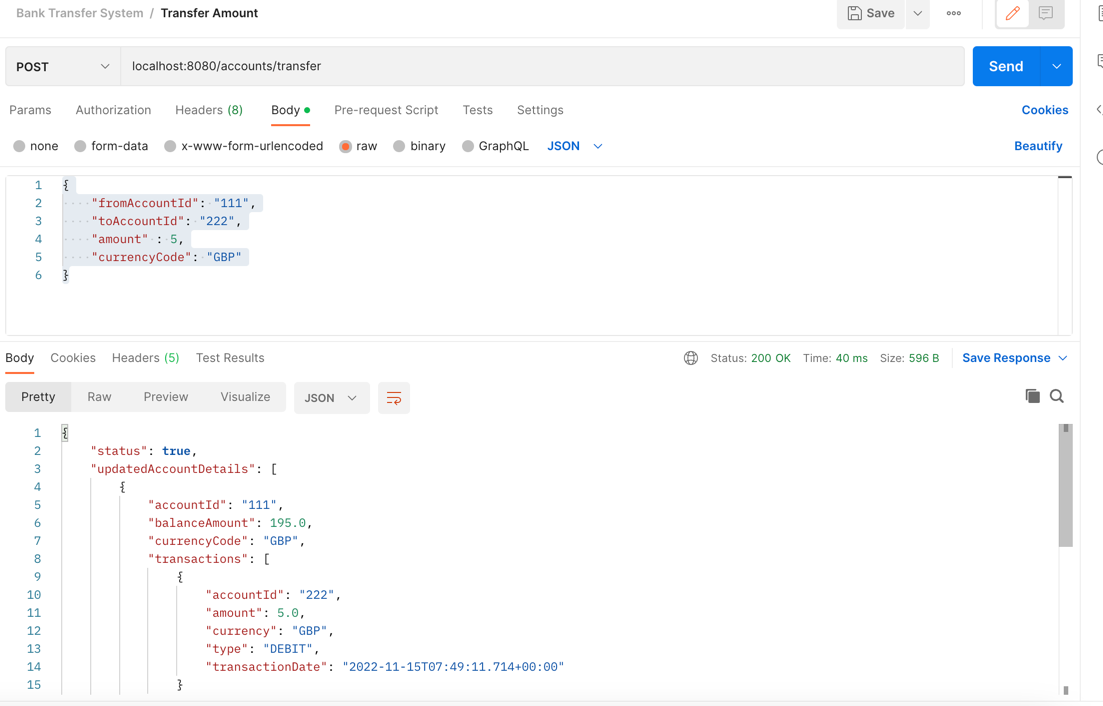 Bank Transfer System / Transfer Amount
Save
POST
localhost:8080/accounts/transfer
Send
Params Authorization Headers (8) Body Pre-request Script Tests Settings Cookies
none form-data x-www-form-urlencoded raw binary GraphQL JSON Beautify
1 {
2 "fromAccountId": "111",
3 "toAccountId": "222",
4 "amount" : 5,
5 "currencyCode": "GBP"
6 }
Body Cookies Headers (5) Test Results Status: 200 OK Time: 40 ms Size: 596 B Save Response
Pretty Raw Preview Visualize JSON
1 {
2 "status": true,
3 "updatedAccountDetails": [
4 {
5 "accountId": "111",
6 "balanceAmount": 195.0,
7 "currencyCode": "GBP",
8 "transactions": [
9 {
10 "accountId": "222",
11 "amount": 5.0,
12 "currency": "GBP",
13 "type": "DEBIT",
14 "transactionDate": "2022-11-15T07:49:11.714+00:00"
15 }